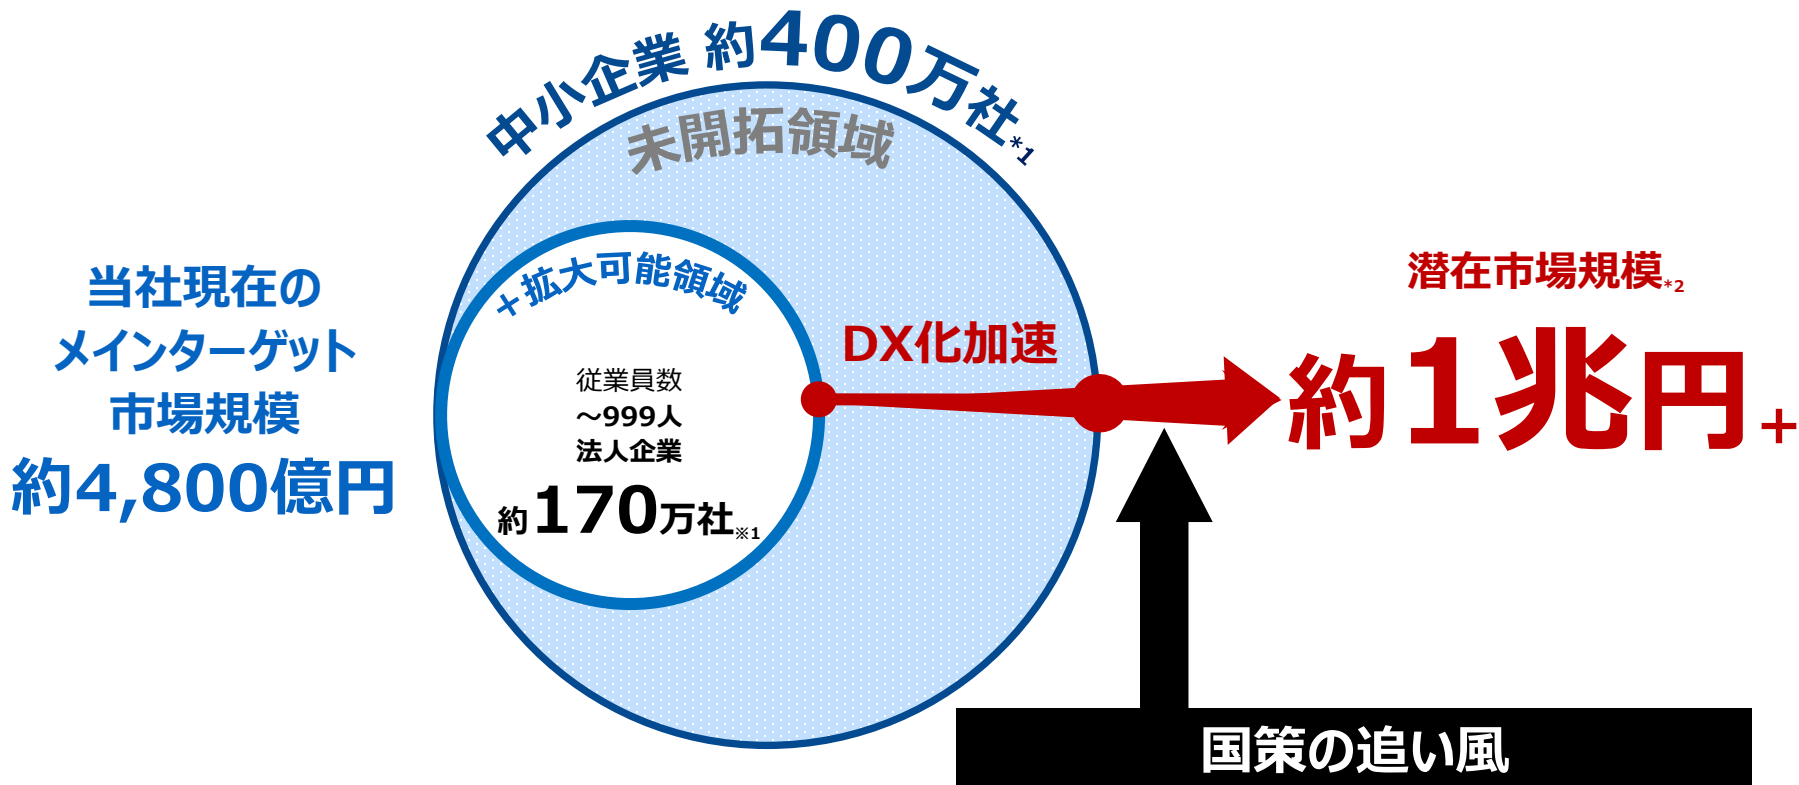 中小企業 約400万社*1
未開拓領域
当社現在の
メインターゲット
市場規模
約4,800億円
＋拡大可能領域
従業員数
～999人
法人企業
約170万社※1
DX化加速
潜在市場規模*2
約1兆円+
国策の追い風